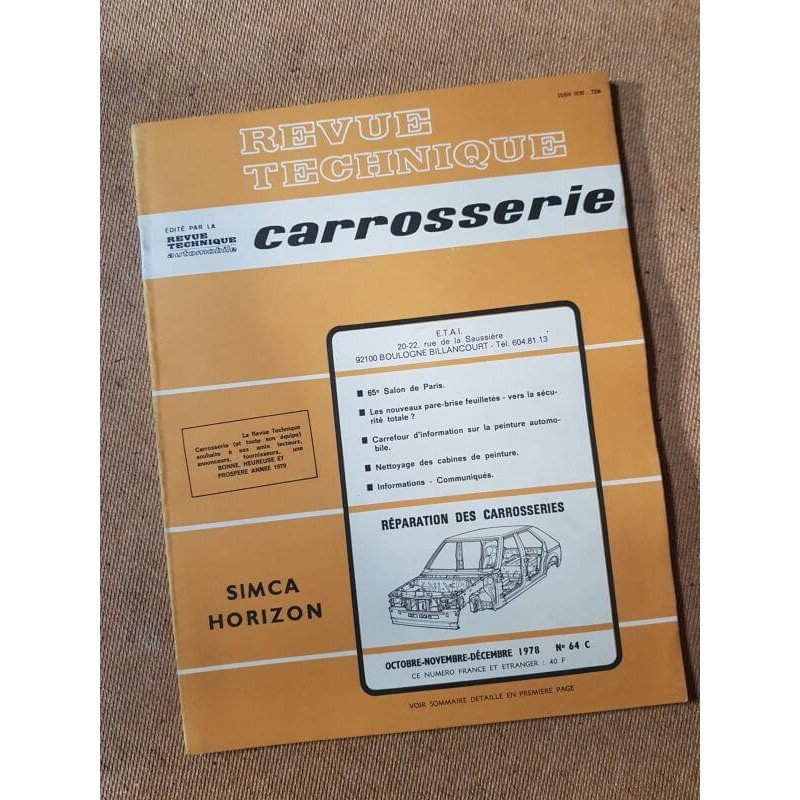 REVUE
TECHNIQUE
ÉDITÉ PAR LA
REVUE
TECHNIQUE
automobile
carrosserie
E.T.A.I.
20-22, rue de la Saussière
92100 BOULOGNE BILLANCOURT - Tél. 604.81.13
■ 65e Salon de Paris.
■ Les nouveaux pare-brise feuilletés - vers la sécu-
rité totale ?
■ Carrefour d'information sur la peinture automo-
bile.
■ Nettoyage des cabines de peinture.
■ Informations - Communiqués.
La Revue Technique
Carrosserie (et toute son équipe)
souhaite à ses amis lecteurs,
annonceurs, fournisseurs, une
BONNE, HEUREUSE ET
PROSPERE ANNEE 1979
RÉPARATION DES CARROSSERIES
SIMCA
HORIZON
OCTOBRE-NOVEMBRE-DÉCEMBRE 1978 N° 64 C
CE NUMERO FRANCE ET ETRANGER : 40 F
VOIR SOMMAIRE DETAILLE EN PREMIERE PAGE